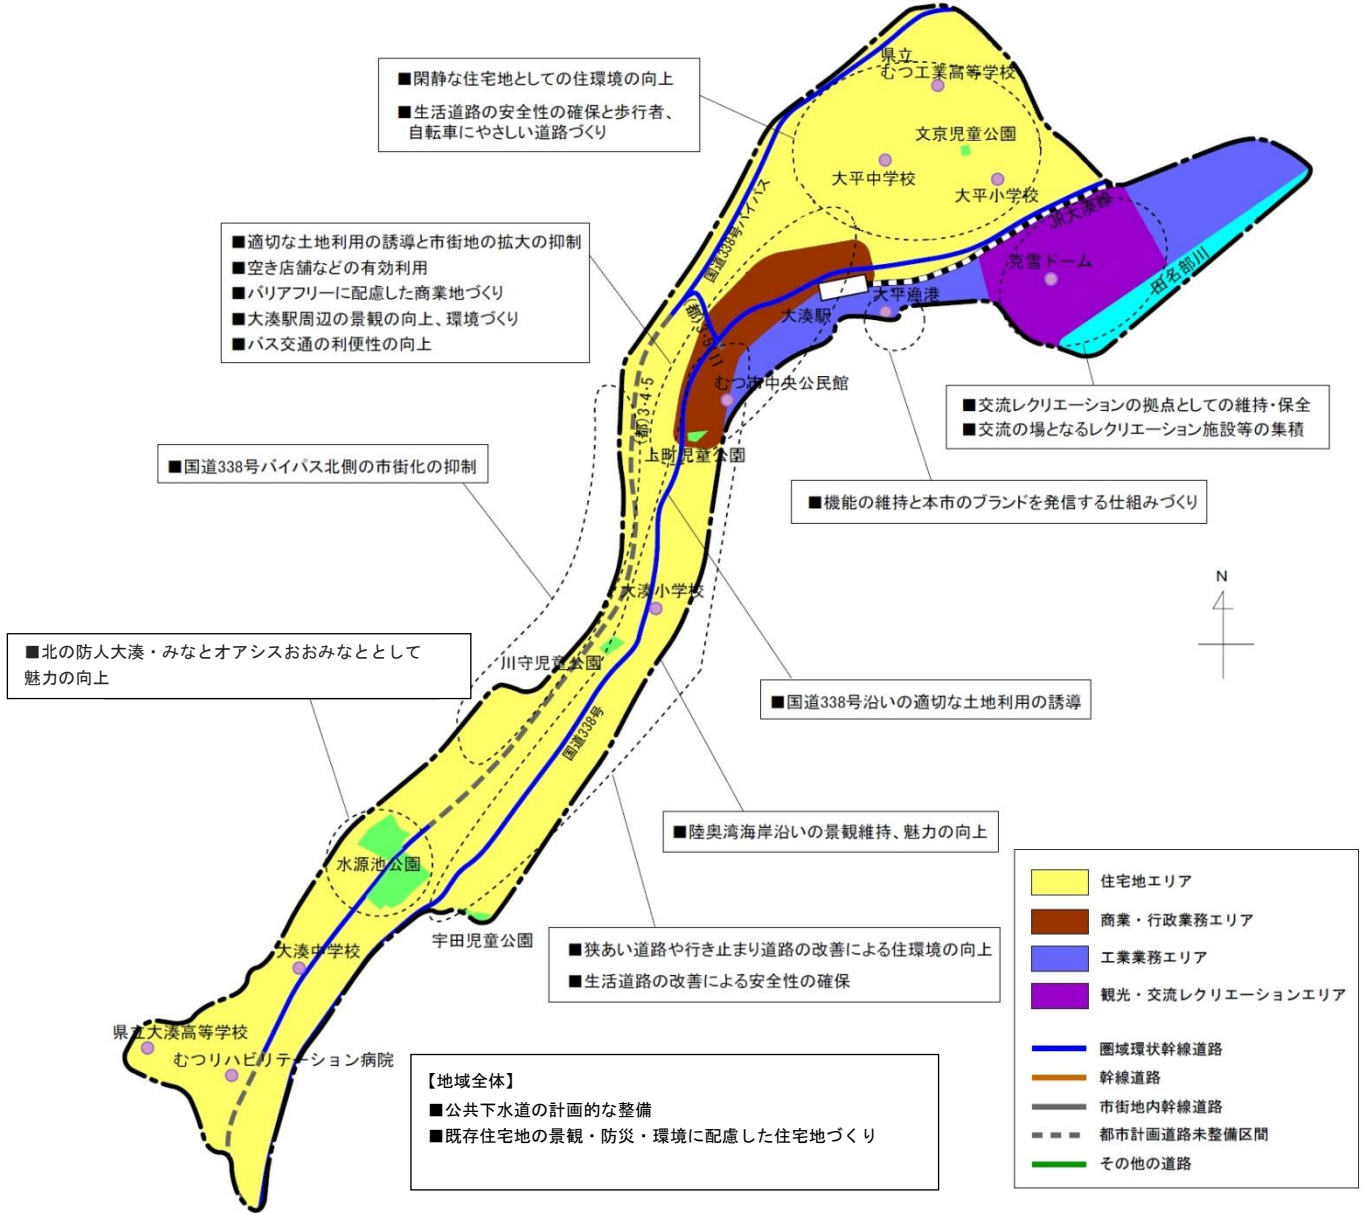 県立
むつ工業高等学校
■閑静な住宅地としての住環境の向上
■生活道路の安全性の確保と歩行者、
自転車にやさしい道路づくり
文京児童公園
大平中学校
大平小学校
国道338号バイパス
JR大湊線
■適切な土地利用の誘導と市街地の拡大の抑制
■空き店舗などの有効利用
■バリアフリーに配慮した商業地づくり
■大湊駅周辺の景観の向上、環境づくり
■バス交通の利便性の向上
克雪ドーム
田名部川
大平漁港
大湊駅
(都)3・5・11
(都)3・4・5
むつ市中央公民館
■交流レクリエーションの拠点としての維持・保全
■交流の場となるレクリエーション施設等の集積
上町児童公園
■国道338号バイパス北側の市街化の抑制
■機能の維持と本市のブランドを発信する仕組みづくり
N
大湊小学校
■北の防人大湊・みなとオアシスおおみなととして
魅力の向上
川守児童公園
■国道338号沿いの適切な土地利用の誘導
国道338号
■陸奥湾海岸沿いの景観維持、魅力の向上
水源池公園
宇田児童公園
■狭あい道路や行き止まり道路の改善による住環境の向上
■生活道路の改善による安全性の確保
大湊中学校
県立大湊高等学校
むつリハビリテーション病院
【地域全体】
■公共下水道の計画的な整備
■既存住宅地の景観・防災・環境に配慮した住宅地づくり
住宅地エリア
商業・行政業務エリア
工業業務エリア
観光・交流レクリエーションエリア
圏域環状幹線道路
幹線道路
市街地内幹線道路
都市計画道路未整備区間
その他の道路